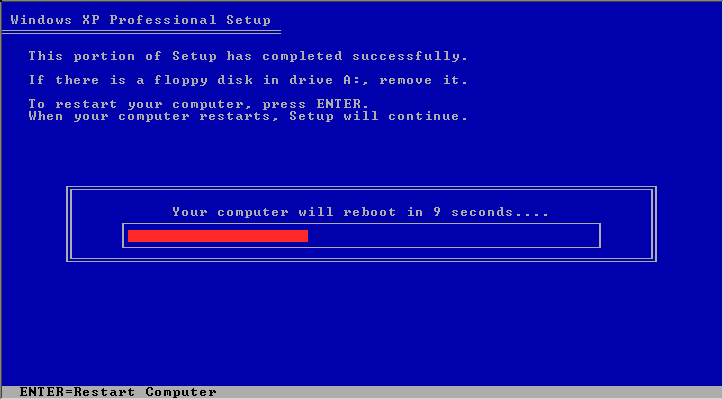 Windows XP Professional Setup
This portion of Setup has completed successfully.
If there is a floppy disk in drive A:, remove it.
To restart your computer, press ENTER.
When your computer restarts, Setup will continue.
Your computer will reboot in 9 seconds....
ENTER=Restart Computer